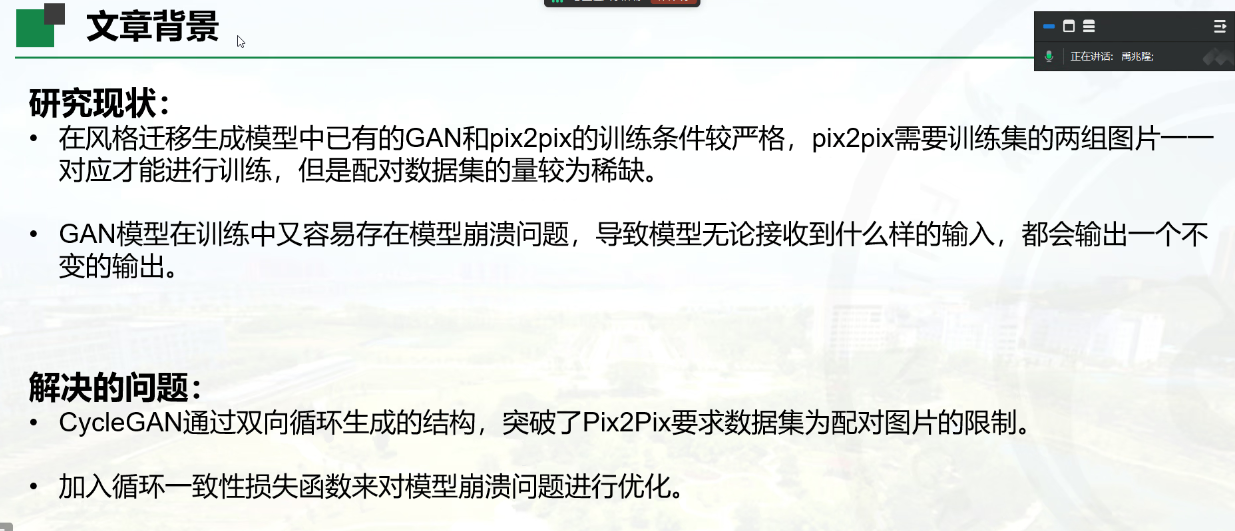 文章背景
正在讲话: 禹兆隆;
研究现状：
• 在风格迁移生成模型中已有的GAN和pix2pix的训练条件较严格，pix2pix需要训练集的两组图片一一
对应才能进行训练，但是配对数据集的量较为稀缺。
• GAN模型在训练中又容易存在模型崩溃问题，导致模型无论接收到什么样的输入，都会输出一个不
变的输出。
解决的问题：
• CycleGAN通过双向循环生成的结构，突破了Pix2Pix要求数据集为配对图片的限制。
• 加入循环一致性损失函数来对模型崩溃问题进行优化。